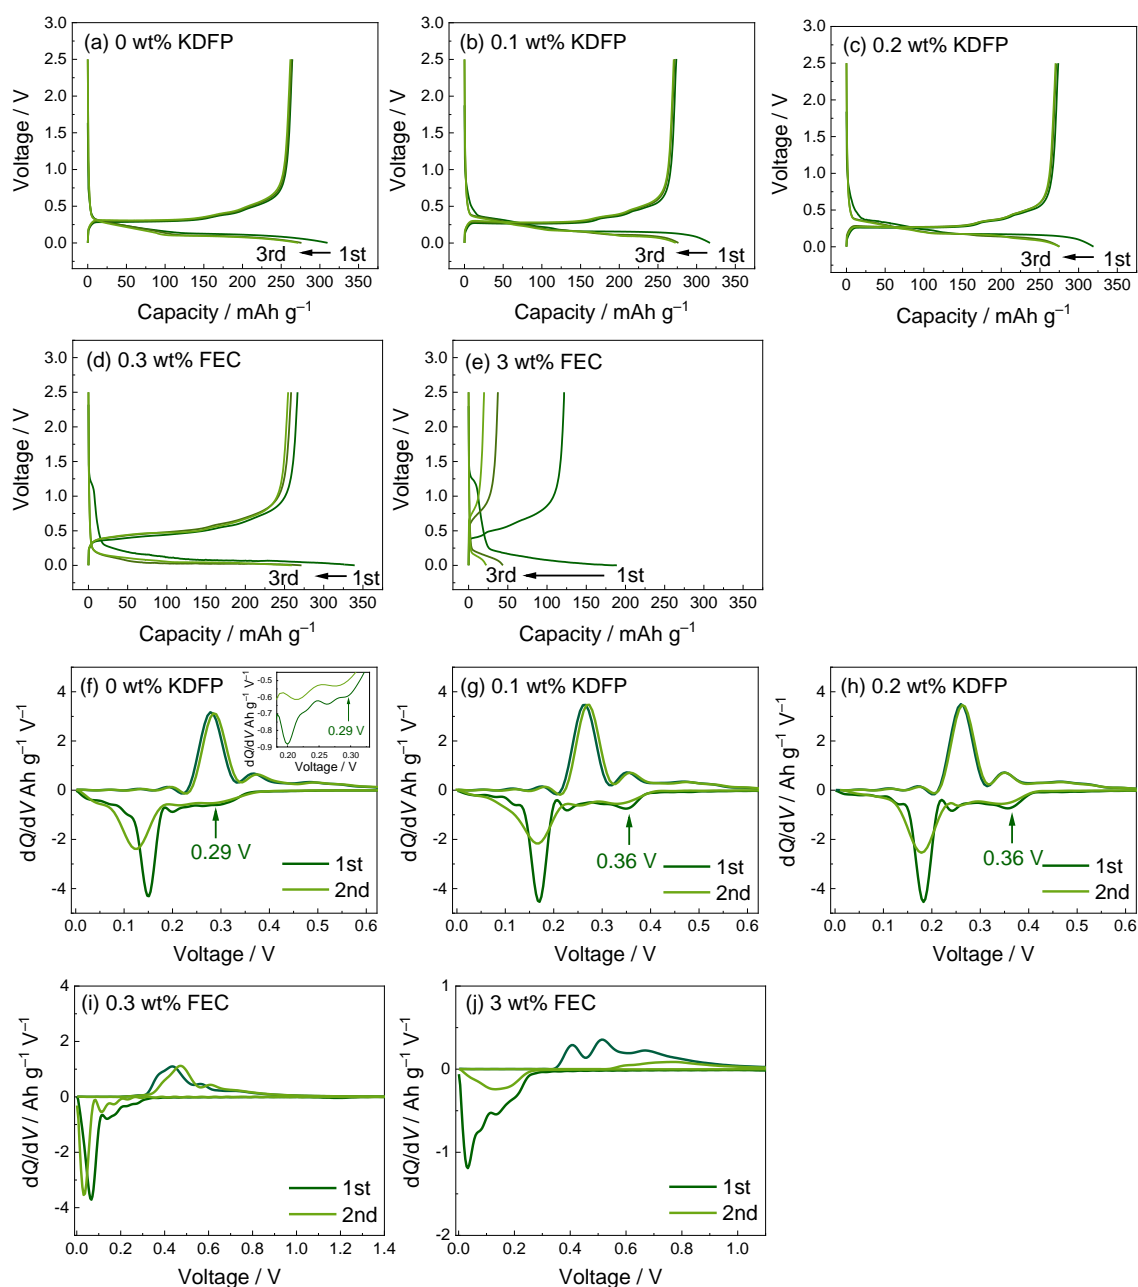 (a) 0 wt% KDFP
3.0
2.5
2.0
1.5
1.0
0.5
0.0
Voltage / V
3rd
1st
0 50 100 150 200 250 300 350
Capacity / mAh g⁻¹
(b) 0.1 wt% KDFP
3.0
2.5
2.0
1.5
1.0
0.5
0.0
Voltage / V
3rd
1st
0 50 100 150 200 250 300 350
Capacity / mAh g⁻¹
(c) 0.2 wt% KDFP
3.0
2.5
2.0
1.5
1.0
0.5
0.0
Voltage / V
3rd
1st
0 50 100 150 200 250 300 350
Capacity / mAh g⁻¹
(d) 0.3 wt% FEC
3.0
2.5
2.0
1.5
1.0
0.5
0.0
Voltage / V
3rd
1st
0 50 100 150 200 250 300 350
Capacity / mAh g⁻¹
(e) 3 wt% FEC
3.0
2.5
2.0
1.5
1.0
0.5
0.0
Voltage / V
3rd
1st
0 50 100 150 200 250 300 350
Capacity / mAh g⁻¹
(f) 0 wt% KDFP
4
2
0
-2
-4
dQ/dV / Ah g⁻¹ V⁻¹
-0.5
-0.6
-0.7
-0.8
-0.9
dQ/dV Ah g⁻¹ V⁻¹
0.29 V
0.20 0.25 0.30
Voltage / V
0.29 V
1st
2nd
0.0 0.1 0.2 0.3 0.4 0.5 0.6
Voltage / V
(g) 0.1 wt% KDFP
4
2
0
-2
-4
dQ/dV / Ah g⁻¹ V⁻¹
0.36 V
1st
2nd
0.0 0.1 0.2 0.3 0.4 0.5 0.6
Voltage / V
(h) 0.2 wt% KDFP
4
2
0
-2
-4
dQ/dV / Ah g⁻¹ V⁻¹
0.36 V
1st
2nd
0.0 0.1 0.2 0.3 0.4 0.5 0.6
Voltage / V
(i) 0.3 wt% FEC
4
2
0
-2
-4
dQ/dV / Ah g⁻¹ V⁻¹
1st
2nd
0.0 0.2 0.4 0.6 0.8 1.0 1.2 1.4
Voltage / V
(j) 3 wt% FEC
1
0
-1
-2
dQ/dV / Ah g⁻¹ V⁻¹
1st
2nd
0.0 0.2 0.4 0.6 0.8 1.0
Voltage / V